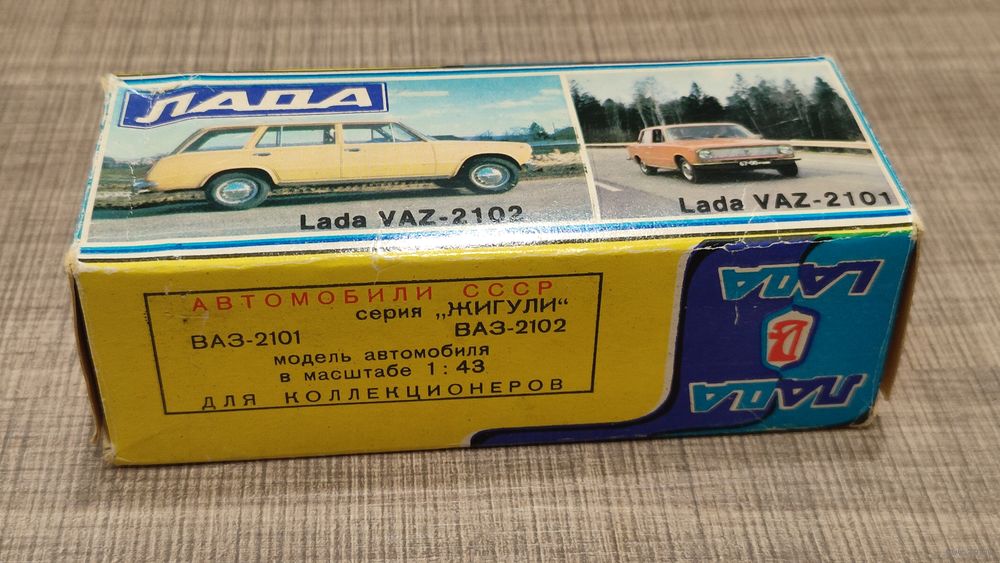 ЛАДА
Lada VAZ-2102
Lada VAZ-2101
АВТОМОБИЛИ СССР
серия „ЖИГУЛИ“
ВАЗ-2101 ВАЗ-2102
модель автомобиля
в масштабе 1:43
ДЛЯ КОЛЛЕКЦИОНЕРОВ
LADA
ЛАДА